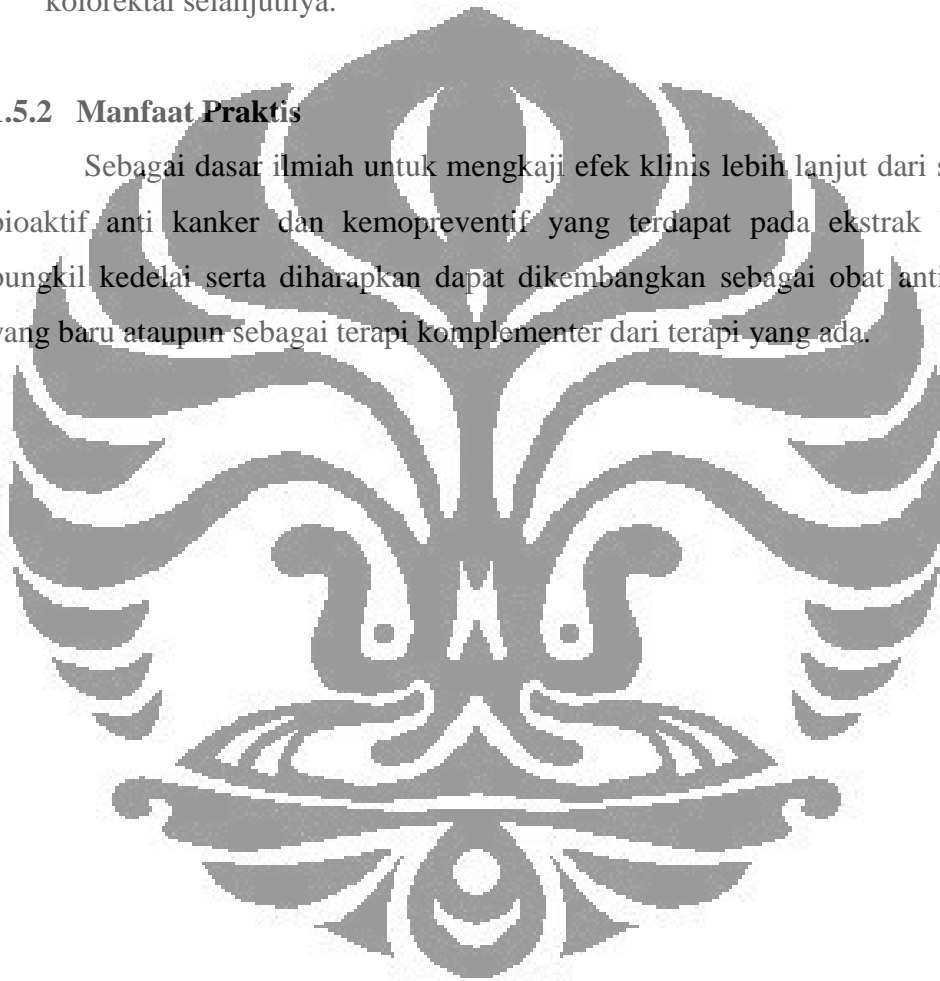 kolorektal selanjutnya.
.5.2 Manfaat Praktis
Sebagai dasar ilmiah untuk mengkaji efek klinis lebih lanjut dari
bioaktif anti kanker dan kemopreventif yang terdapat pada ekstrak
bungkil kedelai serta diharapkan dapat dikembangkan sebagai obat anti
yang baru ataupun sebagai terapi komplementer dari terapi yang ada.